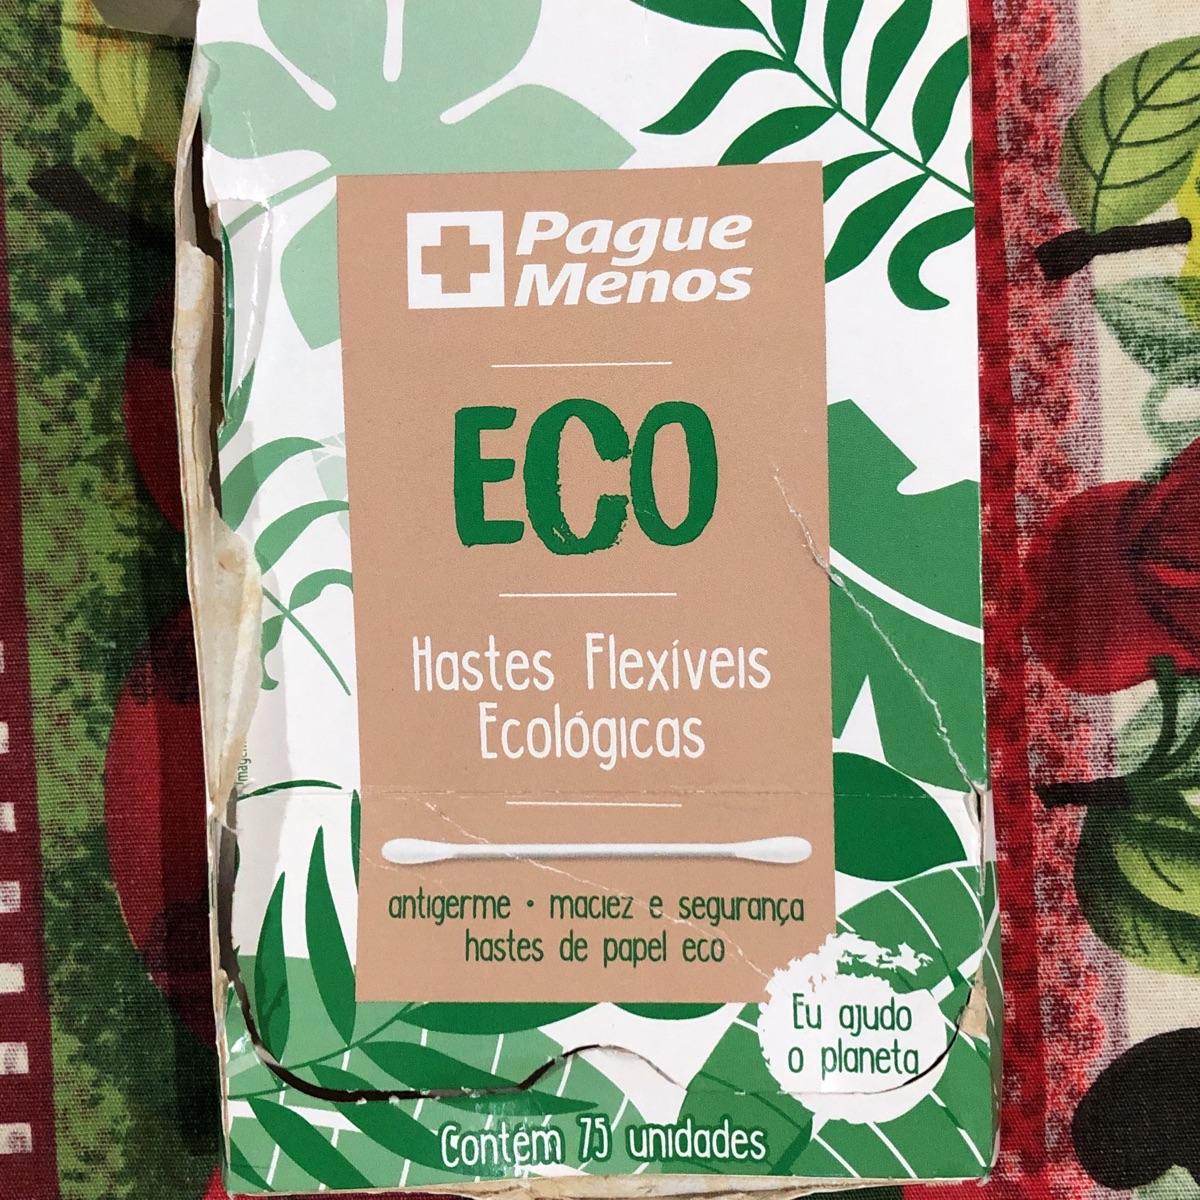 Pague
Menos
ECO
Hastes Flexíveis
Ecológicas
antigerme • maciez e segurança
hastes de papel eco
Eu ajudo
o planeta
Contém 75 unidades